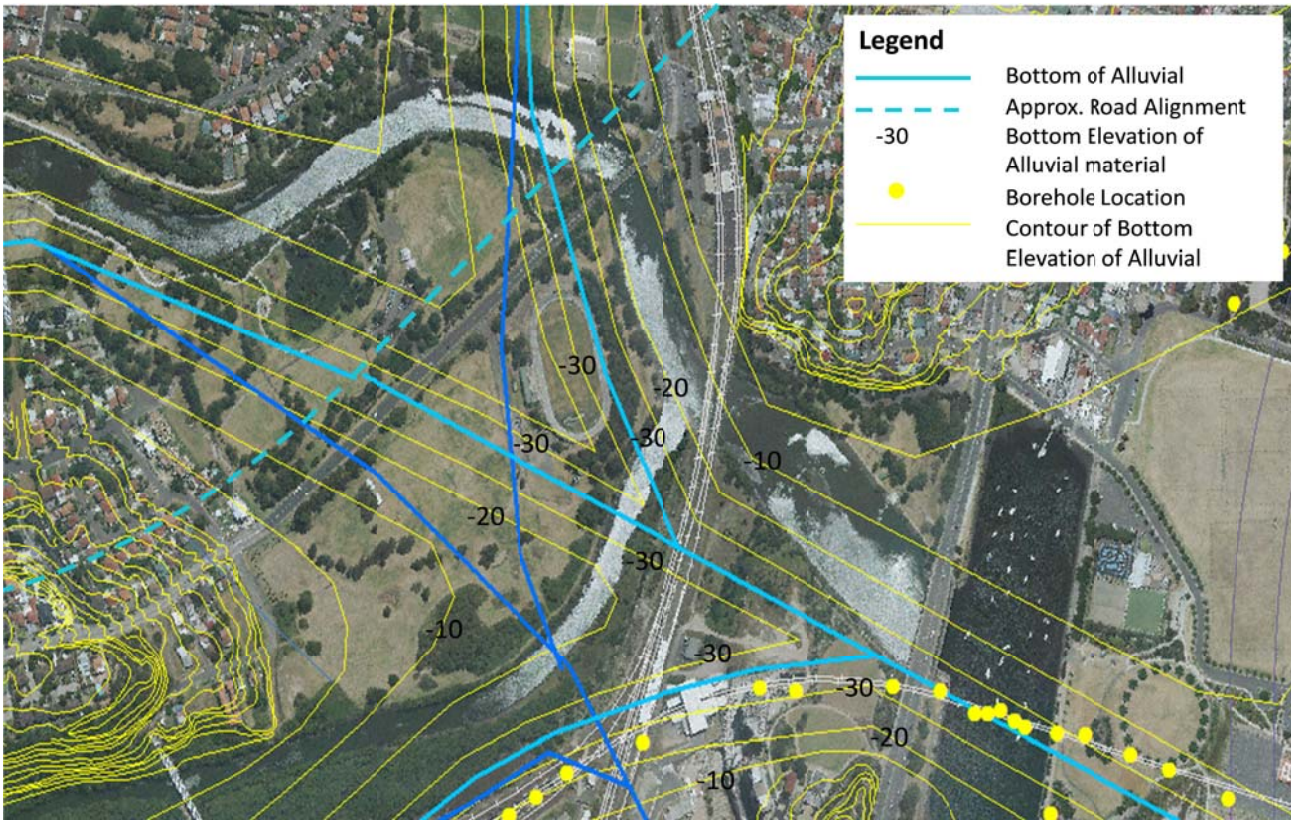 Legend
Bottom of Alluvial
Approx. Road Alignment
-30
Bottom Elevation of
Alluvial material
Borehole Location
Contour of Bottom
Elevation of Alluvial
-30
-20
-30
-30
-10
-20
-30
-10
-30
-30
-20
-10